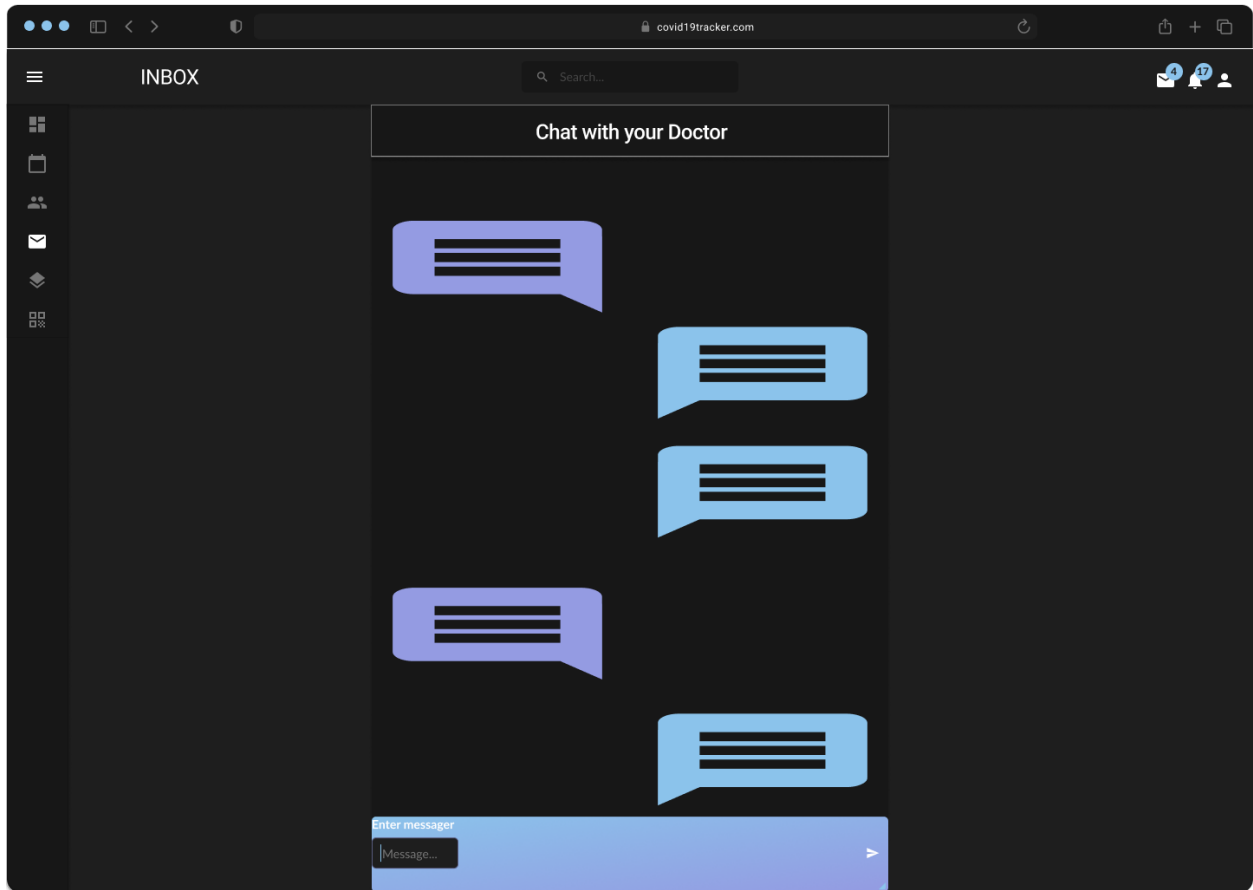 covid19tracker.com
INBOX
Search...
4
17
Chat with your Doctor
Enter messager
Message...